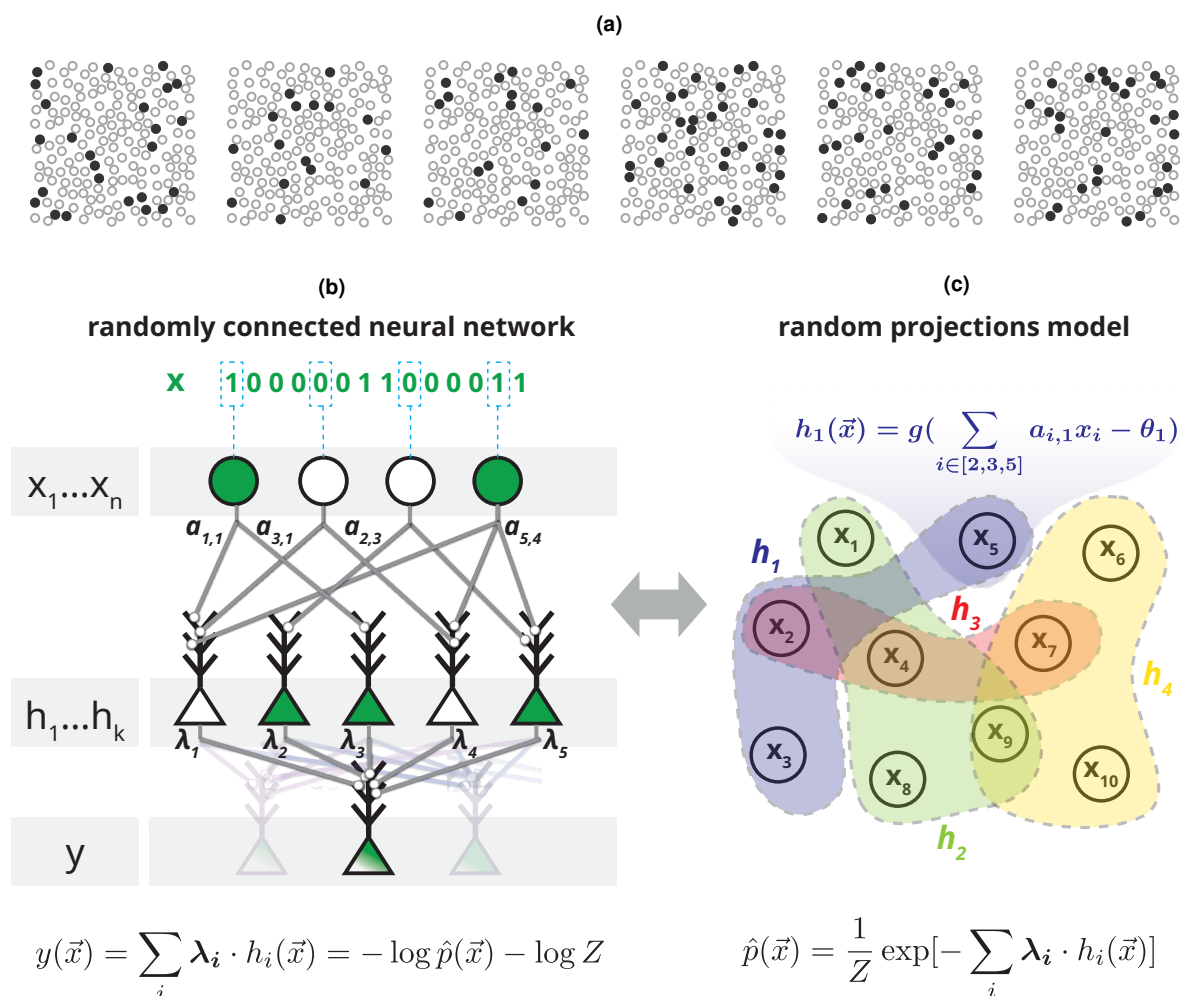 (a)
(b)
randomly connected neural network
x 1 0 0 0 0 0 1 1 0 0 0 0 1 1
x₁...xₙ
a₁,₁ a₃,₁ a₂,₃ a₅,₄
h₁...hₖ
λ₁ λ₂ λ₃ λ₄ λ₅
y
y(x⃗) = ∑ᵢ λᵢ · hᵢ(x⃗) = − log p̂(x⃗) − log Z
(c)
random projections model
h₁(x⃗) = g( ∑ i∈[2,3,5] aᵢ,₁xᵢ − θ₁)
x₁ x₅ x₆
h₁
h₃
x₂ x₄ x₇
h₄
x₃ x₈ x₉ x₁₀
h₂
p̂(x⃗) = 1/Z exp[− ∑ᵢ λᵢ · hᵢ(x⃗)]